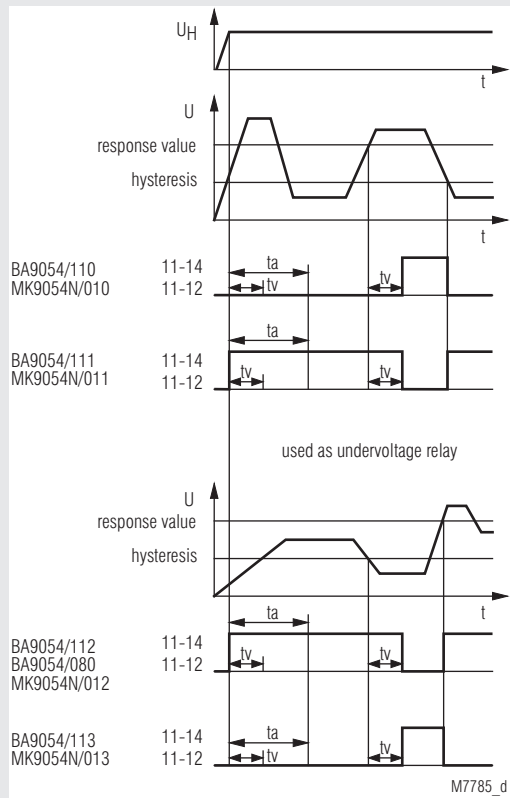 UH
t
U
response value
hysteresis
t
BA9054/110 11-14 ta
MK9054N/010 11-12 tv tv
ta
BA9054/111 11-14
MK9054N/011 11-12 tv tv
used as undervoltage relay
U
response value
hysteresis
t
ta
BA9054/112 11-14
BA9054/080 11-12 tv tv
MK9054N/012
BA9054/113 11-14 ta
MK9054N/013 11-12 tv tv
M7785_d